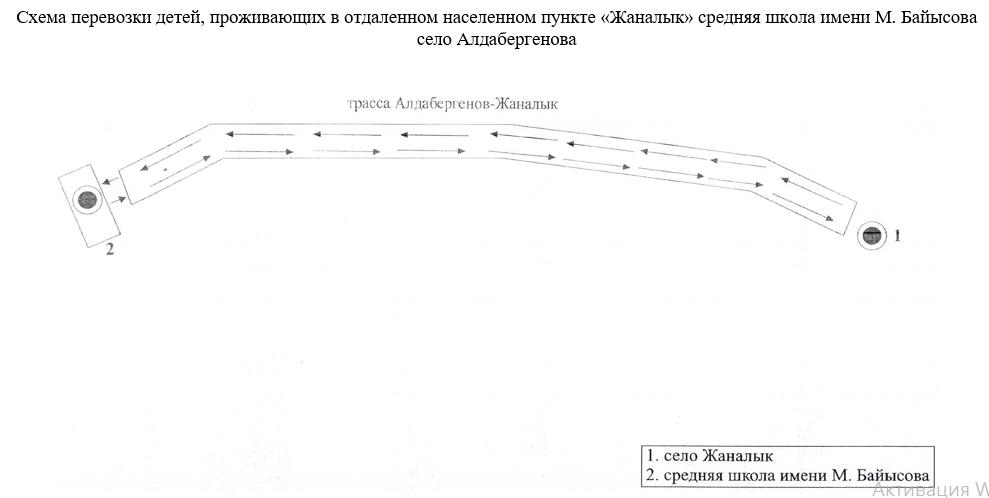 Схема перевозки детей, проживающих в отдаленном населенном пункте «Жаналык» средняя школа имени М. Байысова
село Алдабергенова
трасса Алдабергенов-Жаналык
1
2
1. село Жаналык
2. средняя школа имени М. Байысова
Активация W